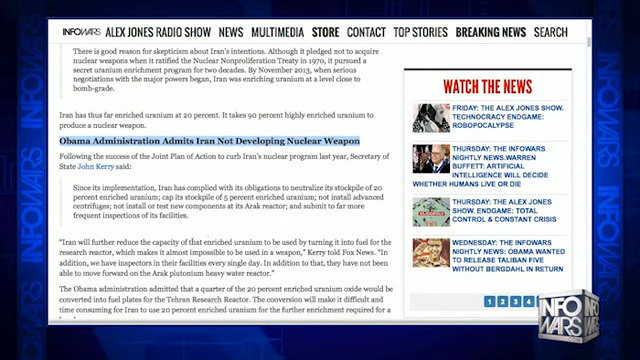 INFOWARS ALEX JONES RADIO SHOW NEWS MULTIMEDIA STORE CONTACT TOP STORIES BREAKING NEWS SEARCH
There is good reason for skepticism about Iran's intentions. Although it pledged not to acquire
nuclear weapons when it ratified the Nuclear Nonproliferation Treaty in 1970, it pursued a
secret uranium enrichment program for two decades. By November 2013, when serious
negotiations with the major powers began, Iran was enriching uranium at a level close to
bomb-grade.
Iran has thus far enriched uranium at 20 percent. It takes 90 percent highly enriched uranium to
produce a nuclear weapon.
Obama Administration Admits Iran Not Developing Nuclear Weapon
Following the success of the Joint Plan of Action to curb Iran's nuclear program last year, Secretary of
State John Kerry said:
Since its implementation, Iran has complied with its obligations to neutralize its stockpile of 20
percent enriched uranium; cap its stockpile of 5 percent enriched uranium; not install advanced
centrifuges; not install or test new components at its Arak reactor; and submit to far more
frequent inspections of its facilities.
"Iran will further reduce the capacity of that enriched uranium to be used by turning it into fuel for the
research reactor, which makes it almost impossible to be used in a weapon," Kerry told Fox News. "In
addition, we have inspectors in their facilities every single day. In addition to that, they have not been
able to move forward on the Arak plutonium heavy water reactor."
The Obama administration admitted that a quarter of the 20 percent enriched uranium oxide would be
converted into fuel plates for the Tehran Research Reactor. The conversion will make it difficult and
time consuming for Iran to use 20 percent enriched uranium for the further enrichment required for a
WATCH THE NEWS
FRIDAY: THE ALEX JONES SHOW.
TECHNOCRACY ENDGAME:
ROBOPOCALYPSE
THURSDAY: THE INFOWARS
NIGHTLY NEWS.WARREN
BUFFETT: ARTIFICIAL
INTELLIGENCE WILL DECIDE
WHETHER HUMANS LIVE OR DIE
THURSDAY: THE ALEX JONES
SHOW. ENDGAME: TOTAL
CONTROL & CONSTANT CRISIS
WEDNESDAY: THE INFOWARS
NIGHTLY NEWS: OBAMA WANTED
TO RELEASE TALIBAN FIVE
WITHOUT BERGDAHL IN RETURN
1 2 3 4
INFO
WARS
INFOWARS